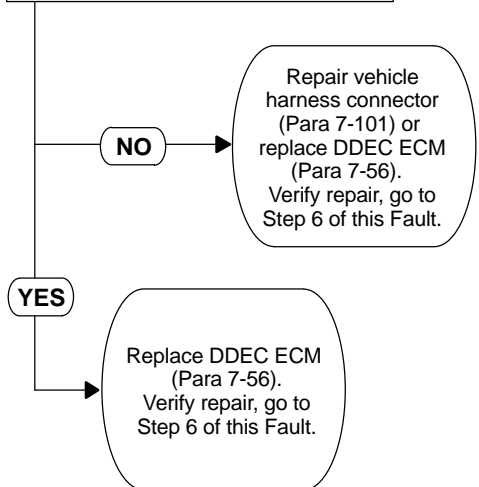 NO
Repair vehicle
harness connector
(Para 7-101) or
replace DDEC ECM
(Para 7-56).
Verify repair, go to
Step 6 of this Fault.
YES
Replace DDEC ECM
(Para 7-56).
Verify repair, go to
Step 6 of this Fault.